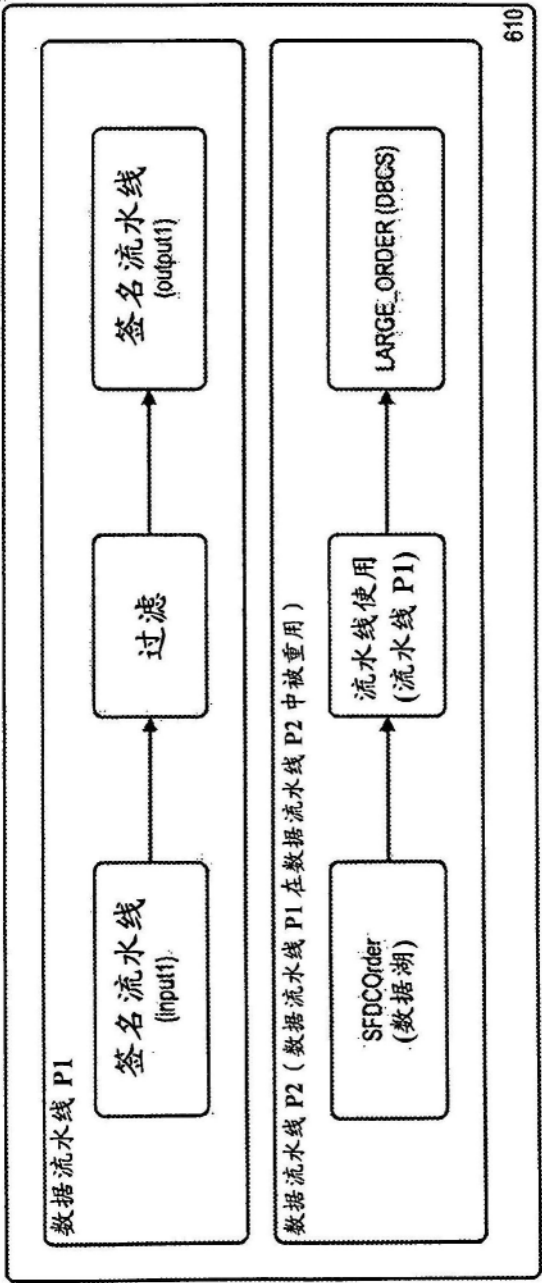 数据流水线 P1
签名流水线
(input1)
过滤
签名流水线
(output1)
数据流水线 P2（数据流水线 P1 在数据流水线 P2 中被重用）
SFDCOrder
(数据湖)
流水线使用
(流水线 P1)
LARGE_ORDER (DBCS)
610